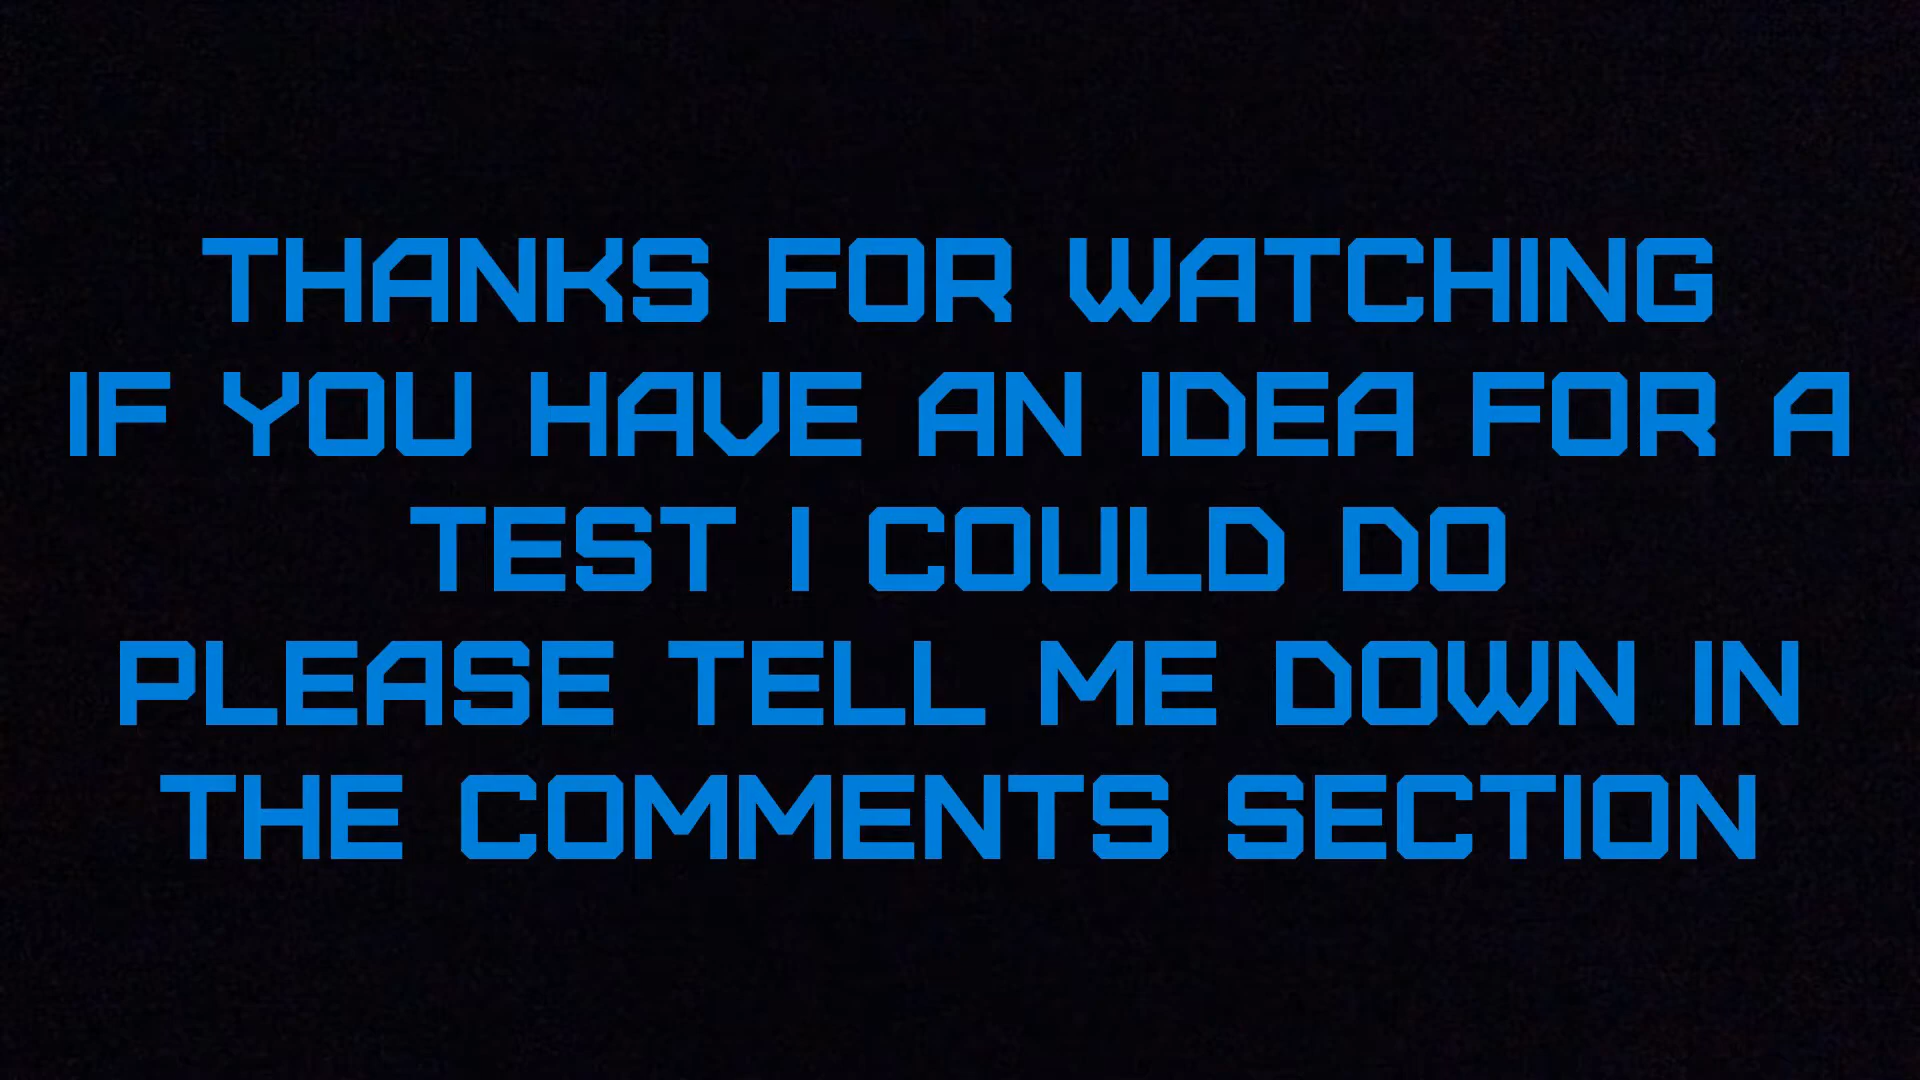 THANKS FOR WATCHING
IF YOU HAVE AN IDEA FOR A
TEST I COULD DO
PLEASE TELL ME DOWN IN
THE COMMENTS SECTION